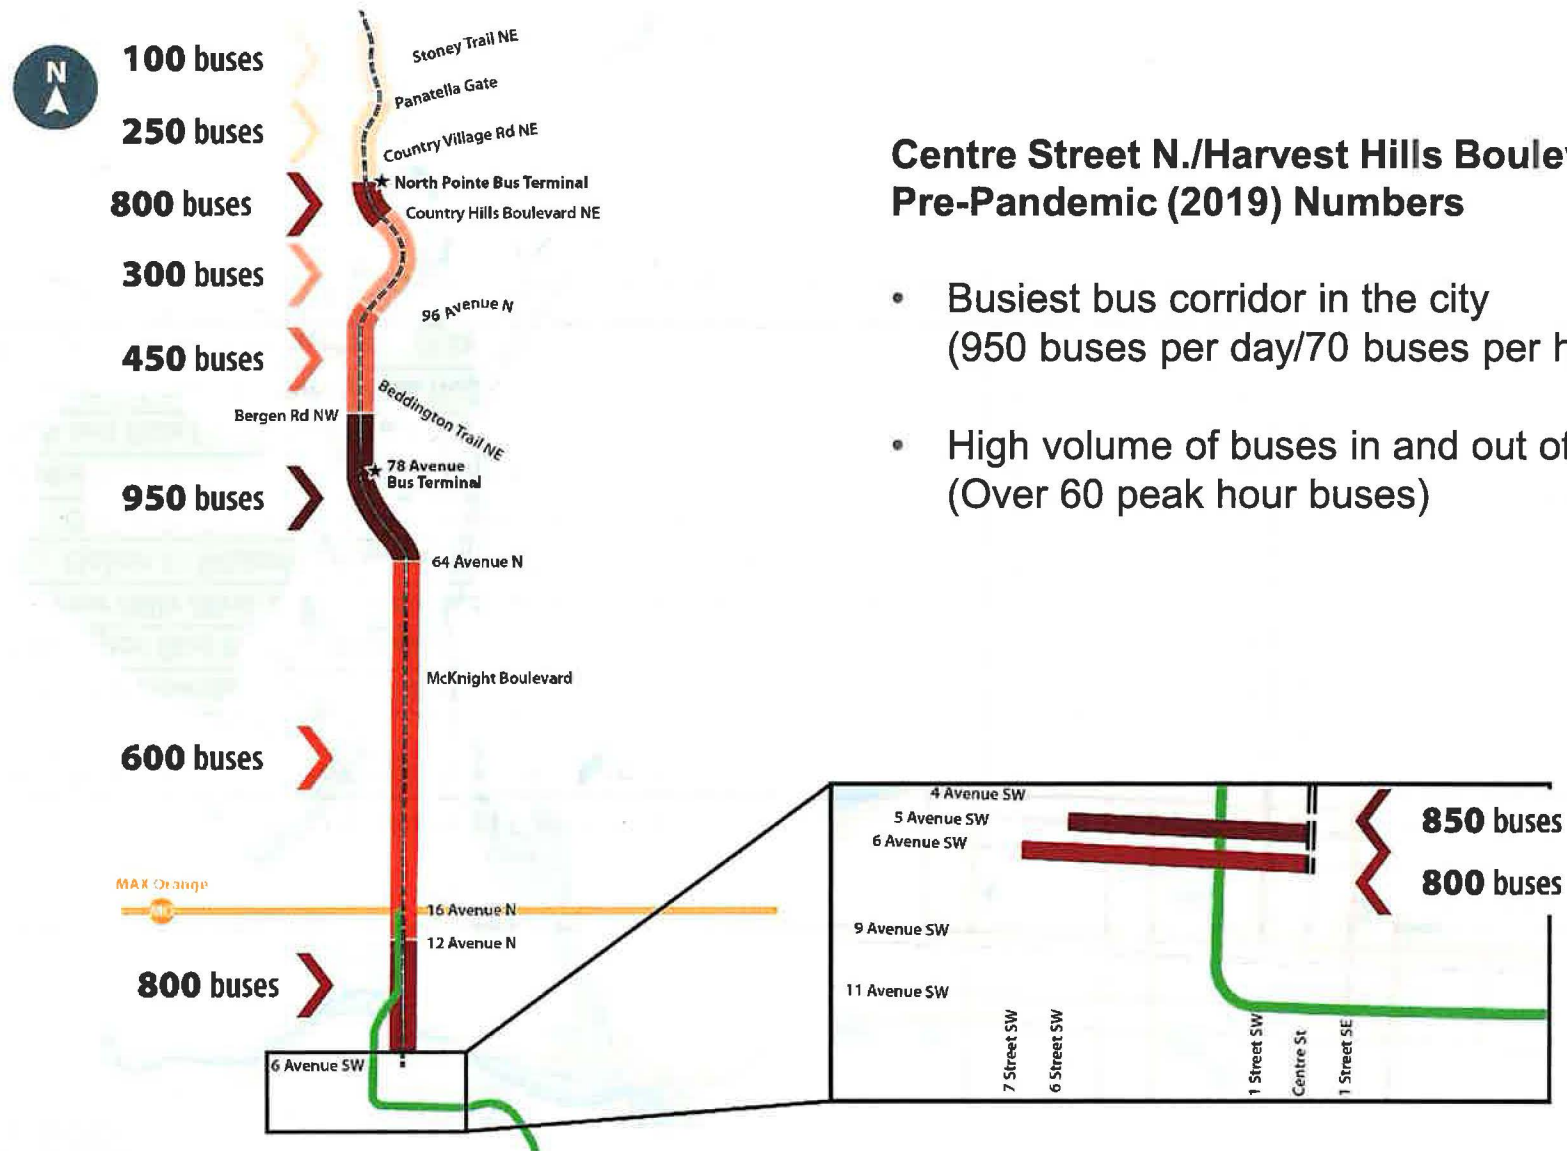 N
100 buses
250 buses
800 buses
300 buses
450 buses
950 buses
600 buses
800 buses
Stoney Trail NE
Panatella Gate
Country Village Rd NE
North Pointe Bus Terminal
Country Hills Boulevard NE
96 Avenue N
Beddington Trail NE
Bergen Rd NW
78 Avenue
Bus Terminal
64 Avenue N
McKnight Boulevard
MAX Orange
MO
16 Avenue N
12 Avenue N
6 Avenue SW
Centre Street N./Harvest Hills Boulev
Pre-Pandemic (2019) Numbers
• Busiest bus corridor in the city
(950 buses per day/70 buses per h
• High volume of buses in and out of
(Over 60 peak hour buses)
4 Avenue SW
5 Avenue SW
6 Avenue SW
9 Avenue SW
11 Avenue SW
7 Street SW
6 Street SW
1 Street SW
Centre St
1 Street SE
850 buses
800 buses